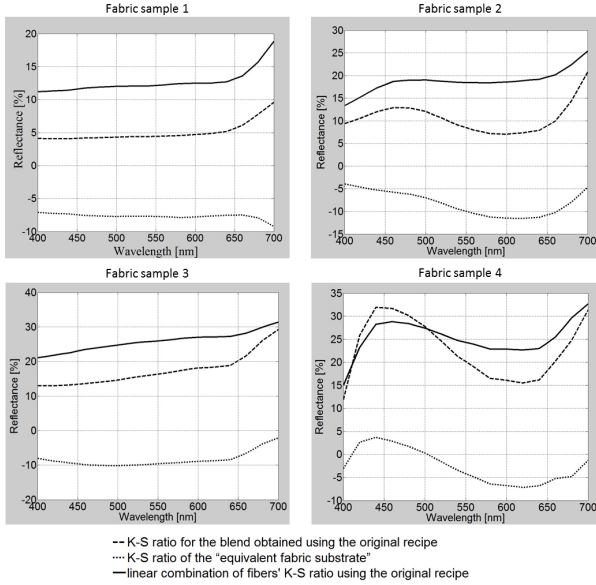 Fabric sample 1
Reflectance [%]
20
15
10
5
0
-5
-10
400 450 500 550 600 650 700
Wavelength [nm]
Fabric sample 2
Reflectance [%]
30
25
20
15
10
5
0
-5
-10
-15
400 450 500 550 600 650 700
Wavelength [nm]
Fabric sample 3
Reflectance [%]
40
30
20
10
0
-10
-20
400 450 500 550 600 650 700
Wavelength [nm]
Fabric sample 4
Reflectance [%]
35
30
25
20
15
10
5
0
-5
-10
400 450 500 550 600 650 700
Wavelength [nm]
K-S ratio for the blend obtained using the original recipe
K-S ratio of the “equivalent fabric substrate”
linear combination of fibers' K-S ratio using the original recipe